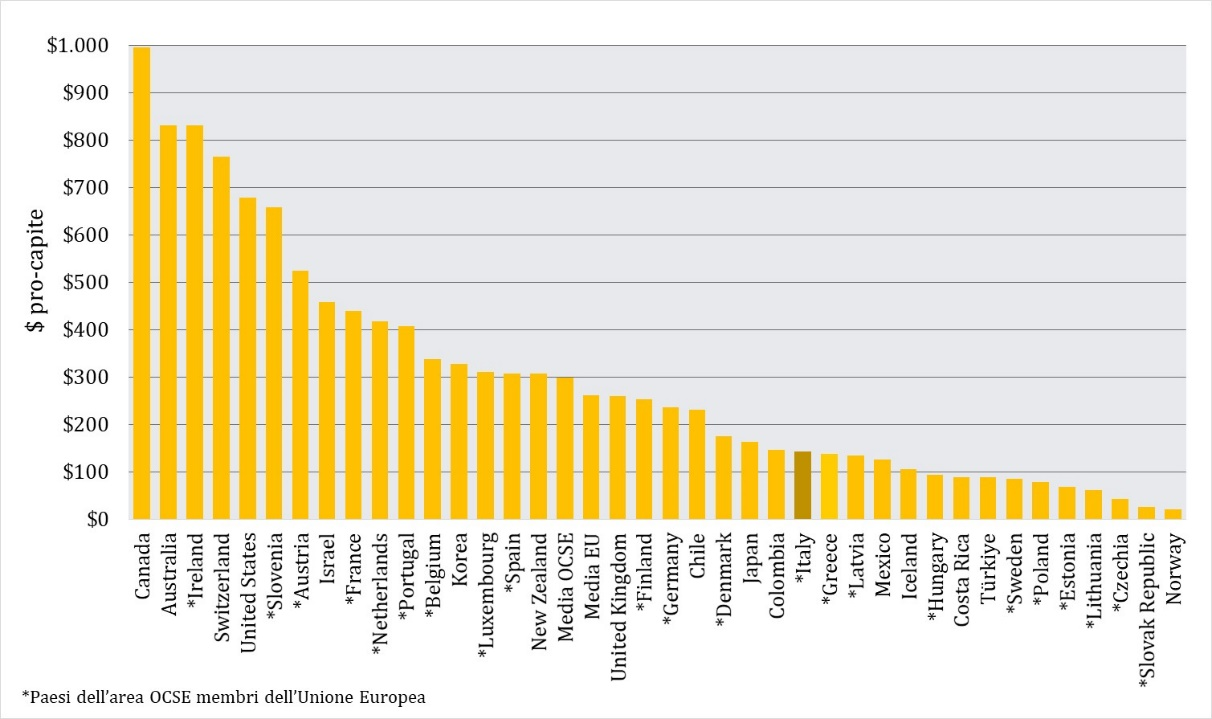 $1.000
$900
$800
$700
$600
$500
$400
$300
$200
$100
$0
$ pro-capite
Canada
Australia
*Ireland
Switzerland
United States
*Slovenia
*Austria
Israel
*France
*Netherlands
*Portugal
*Belgium
Korea
*Luxembourg
*Spain
New Zealand
Media OCSE
Media EU
United Kingdom
*Finland
*Germany
Chile
*Denmark
Japan
Colombia
*Italy
*Greece
*Latvia
Mexico
Iceland
*Hungary
Costa Rica
Türkiye
*Sweden
*Poland
*Estonia
*Lithuania
*Czechia
*Slovak Republic
Norway
*Paesi dell’area OCSE membri dell’Unione Europea